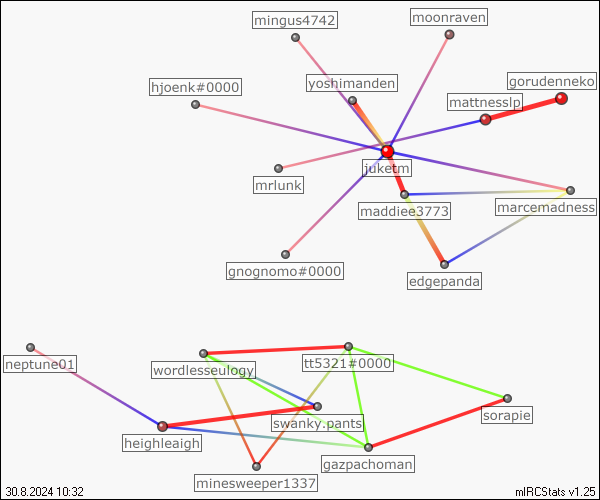 mingus4742
moonraven
yoshimanden
gorudenneko
hjoenk#0000
mattnesslp
juketm
mrlunk
maddiee3773
marcemadness
gnognomo#0000
edgepanda
neptune01
wordlesseulogy
tt5321#0000
swanky.pants
sorapie
heighleaigh
gazpachoman
minesweeper1337
30.8.2024 10:32
mIRCStats v1.25